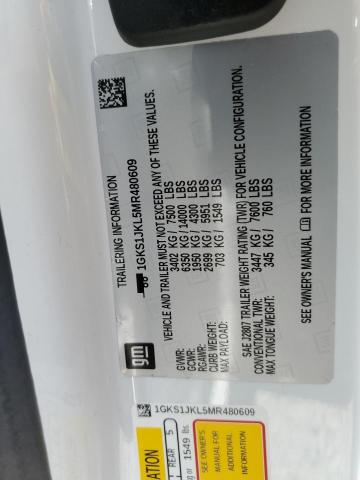 TRAILERING INFORMATION
1GKS1JKL5MR480609
VEHICLE AND TRAILER MUST NOT EXCEED ANY OF THESE VALUES.
GVWR: 3402 KG / 7500 LBS
GCWR: 6350 KG / 14000 LBS
RGAWR: 1950 KG / 4300 LBS
CURB WEIGHT: 2699 KG / 5951 LBS
MAX PAYLOAD: 703 KG / 1549 LBS
SAE J2807 TRAILER WEIGHT RATING (TWR) FOR VEHICLE CONFIGURATION.
CONVENTIONAL TWR: 3447 KG / 7600 LBS
MAX TONGUE WEIGHT: 345 KG / 760 LBS
SEE OWNER'S MANUAL FOR MORE INFORMATION.
gm
1GKS1JKL5MR480609
REAR 5
or 1549 lbs.
SEE OWNER'S
MANUAL FOR
ADDITIONAL
INFORMATION